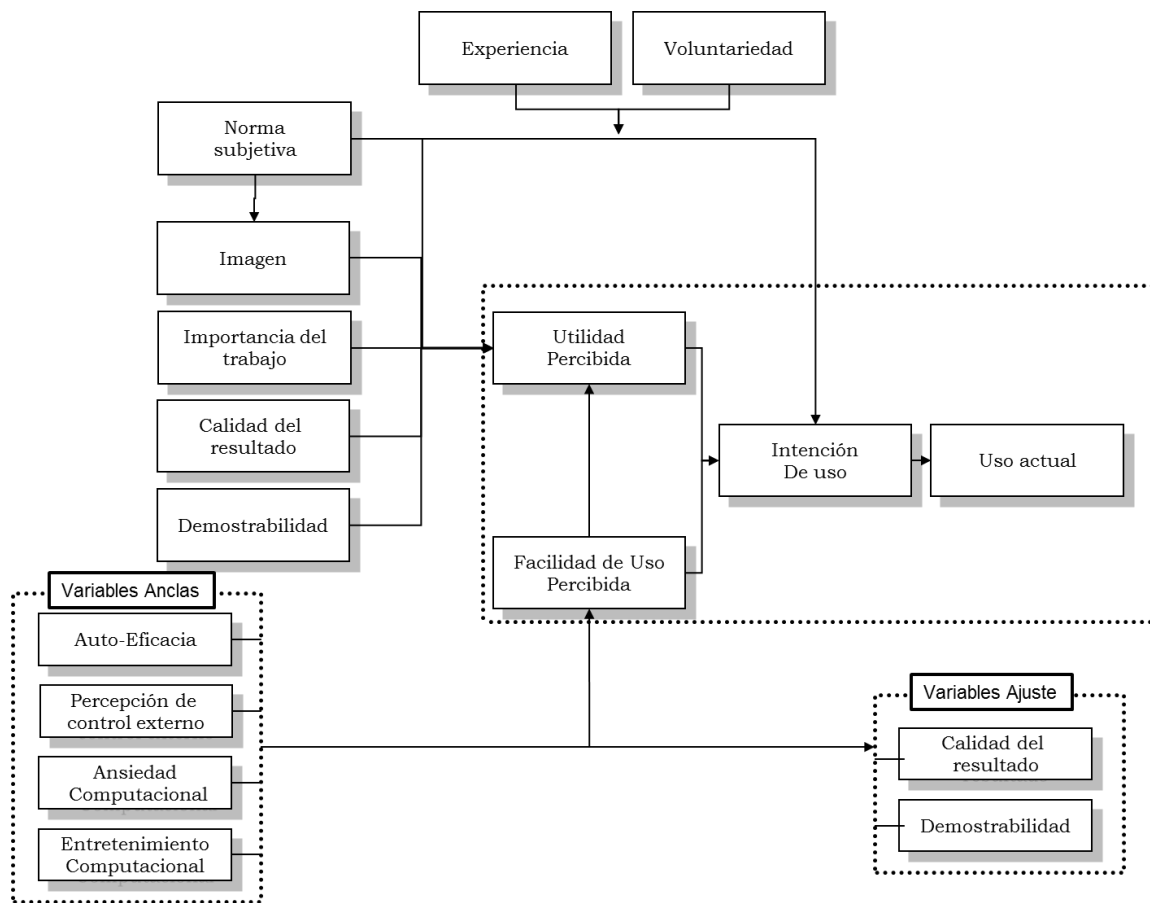 Experiencia
Voluntariedad
Norma
subjetiva
Imagen
Importancia del
trabajo
Utilidad
Percibida
Calidad del
resultado
Intención
De uso
Uso actual
Demostrabilidad
Facilidad de Uso
Percibida
Variables Anclas
Auto-Eficacia
Percepción de
control externo
Ansiedad
Computacional
Entretenimiento
Computacional
Variables Ajuste
Calidad del
resultado
Demostrabilidad